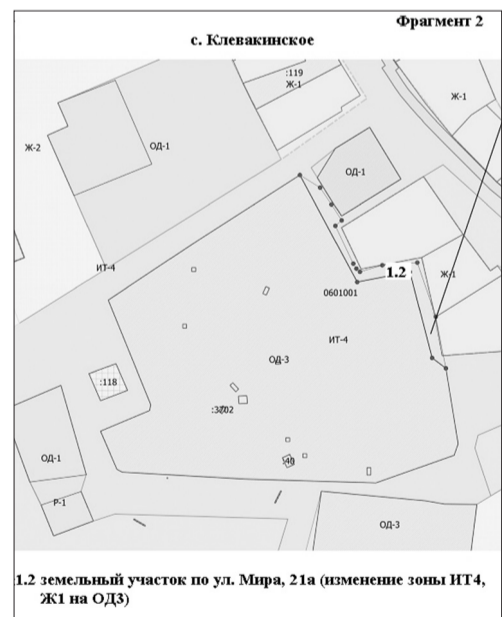 Фрагмент 2
с. Клевакинское
:119
Ж-1
Ж-1
Ж-2
ОД-1
ОД-1
ИТ-4
1.2
Ж-1
0601001
ИТ-4
ОД-3
:118
:3702
ОД-1
:40
Р-1
ОД-3
1.2 земельный участок по ул. Мира, 21а (изменение зоны ИТ4,
Ж1 на ОД3)